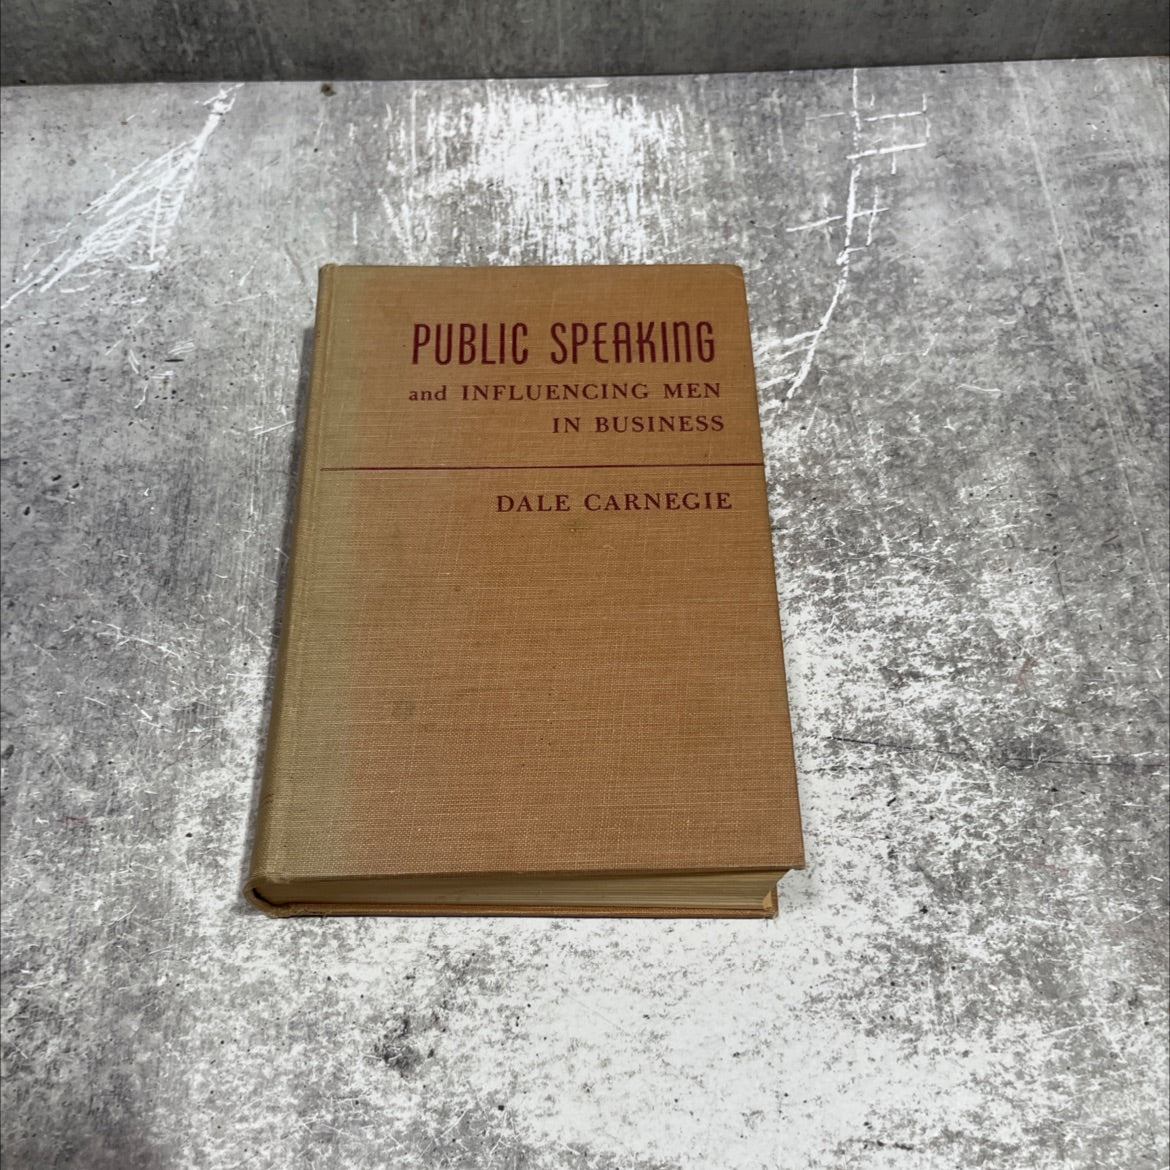 PUBLIC SPEAKING
and INFLUENCING MEN
IN BUSINESS
DALE CARNEGIE